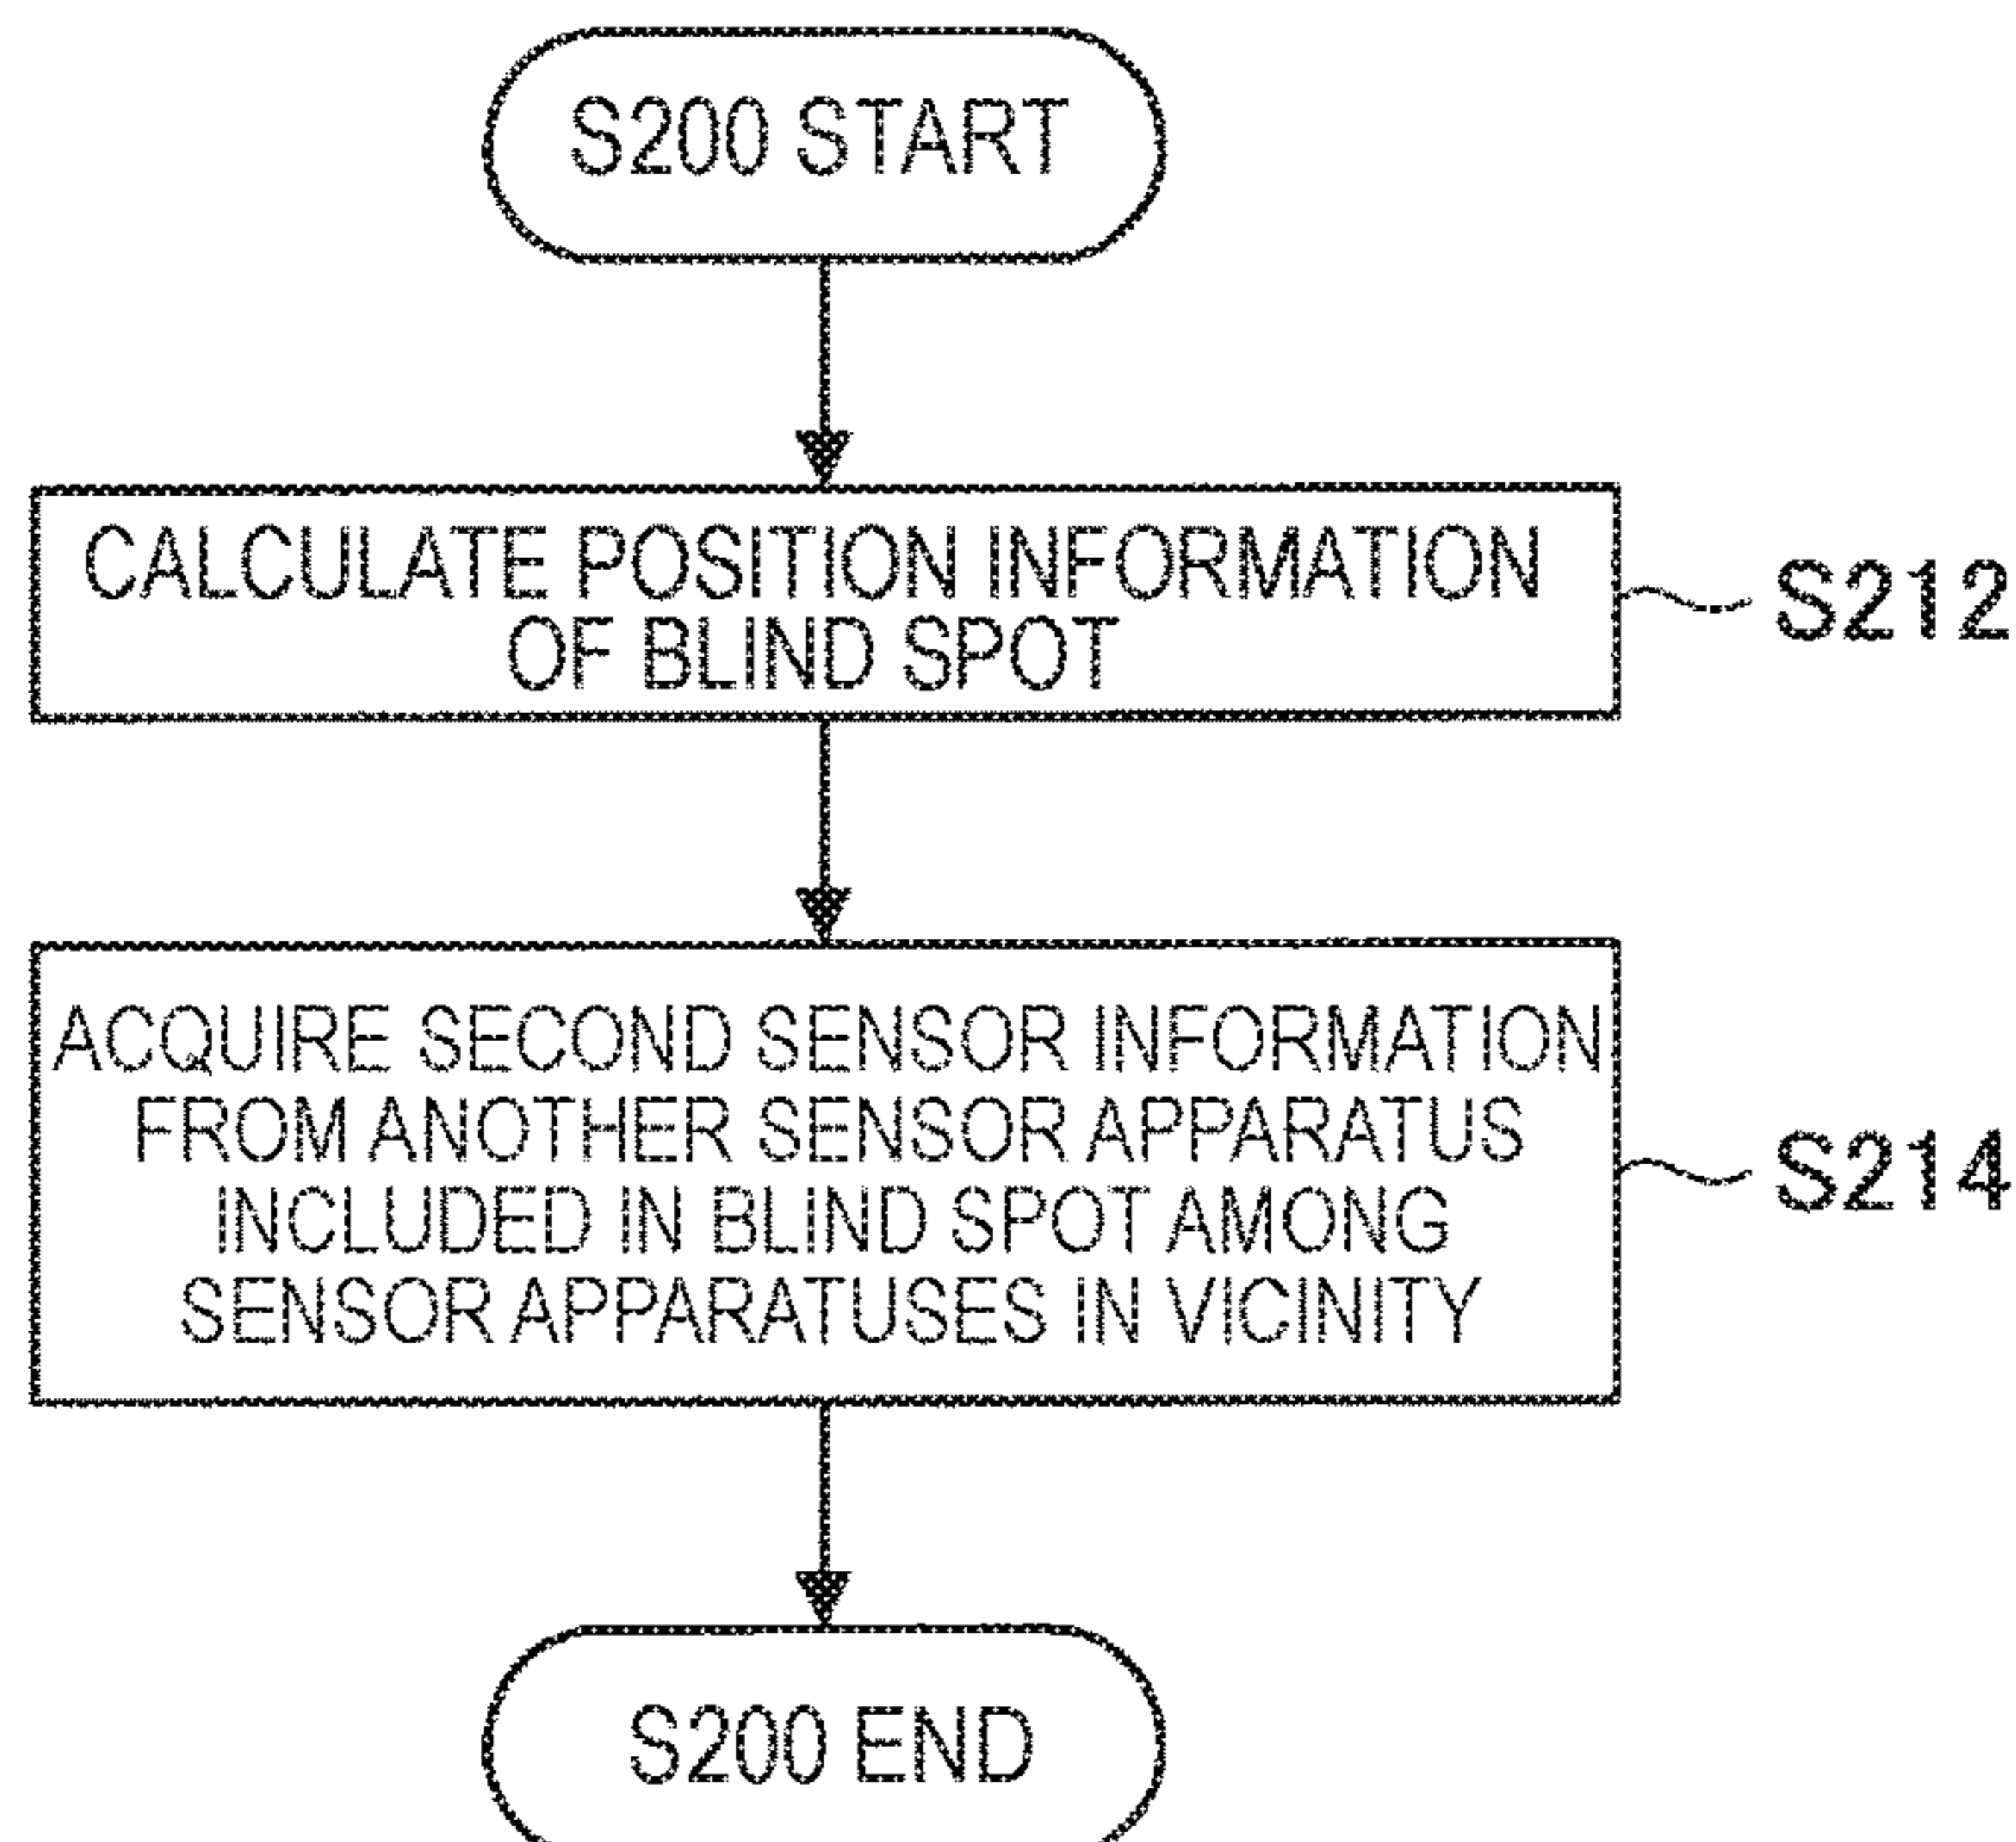 S200 START
CALCULATE POSITION INFORMATION
OF BLIND SPOT
S212
ACQUIRE SECOND SENSOR INFORMATION
FROM ANOTHER SENSOR APPARATUS
INCLUDED IN BLIND SPOT AMONG
SENSOR APPARATUSES IN VICINITY
S214
S200 END